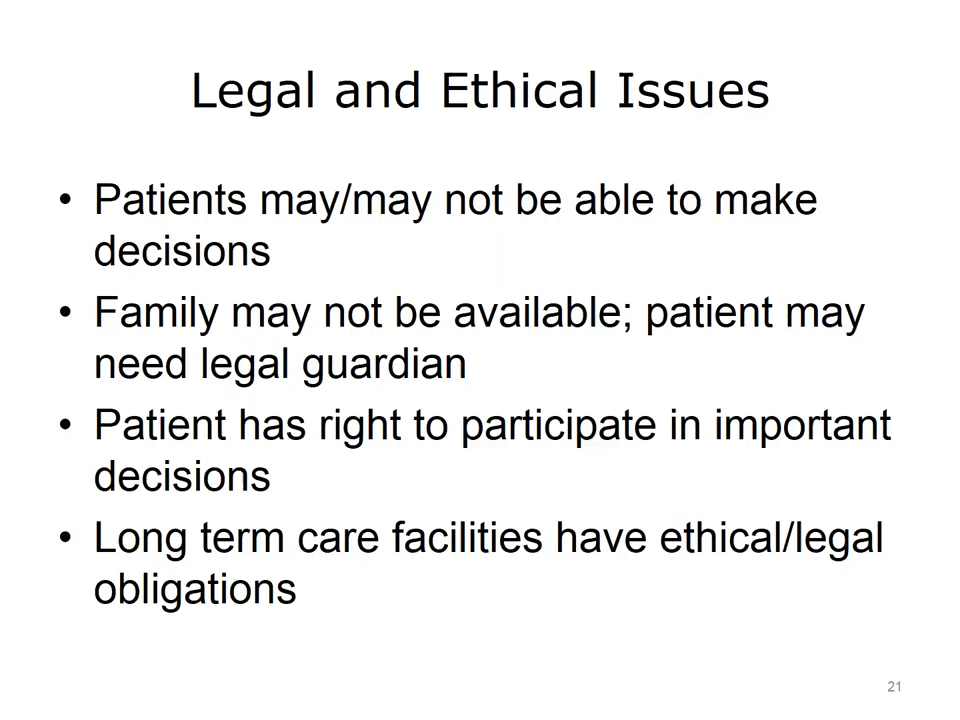 Legal and Ethical Issues
• Patients may/may not be able to make
decisions
• Family may not be available; patient may
need legal guardian
• Patient has right to participate in important
decisions
• Long term care facilities have ethical/legal
obligations
21